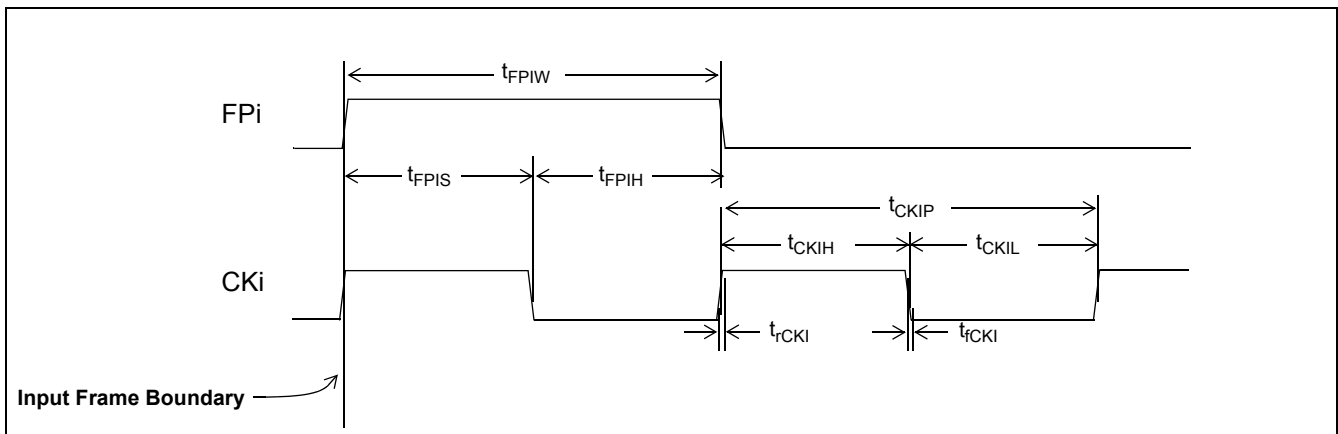 tFPIW
FPi
tFPIS
tFPIH
tCKIP
tCKIH
tCKIL
CKi
trCKI
tfCKI
Input Frame Boundary